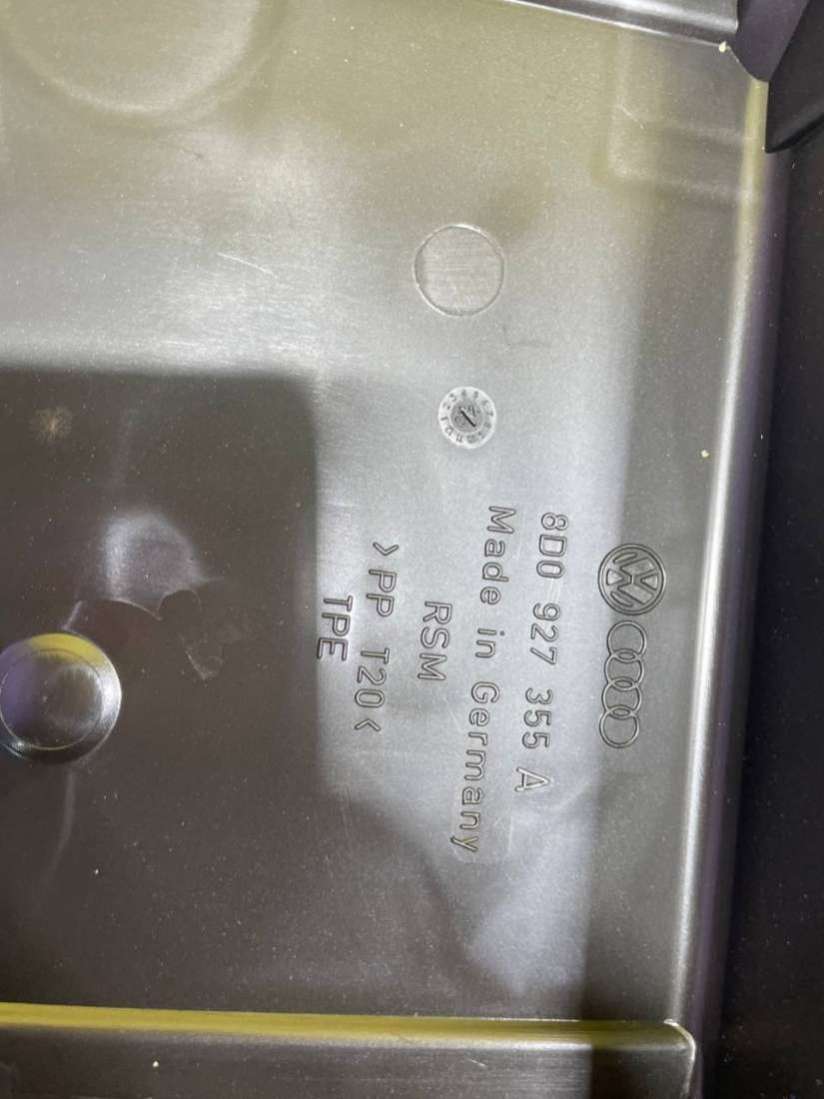 8D0 927 355 A
Made in Germany
RSM
>PP T20<
TPE